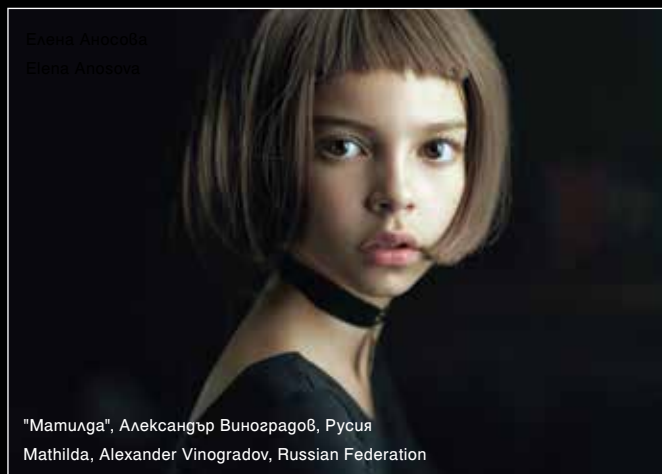 Елена Аносова
Elena Anosova
"Матилда", Александър Виноградов, Русия
Mathilda, Alexander Vinogradov, Russian Federation